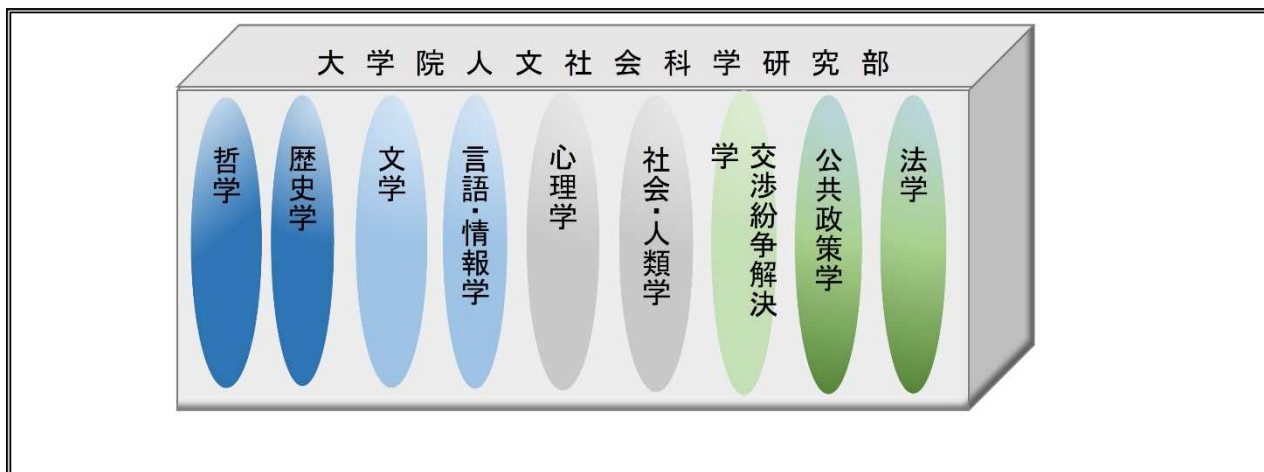 大学院人文社会科学研究部
哲学
歴史学
文学
言語・情報学
心理学
社会・人類学
交渉紛争解決
学
公共政策学
法学